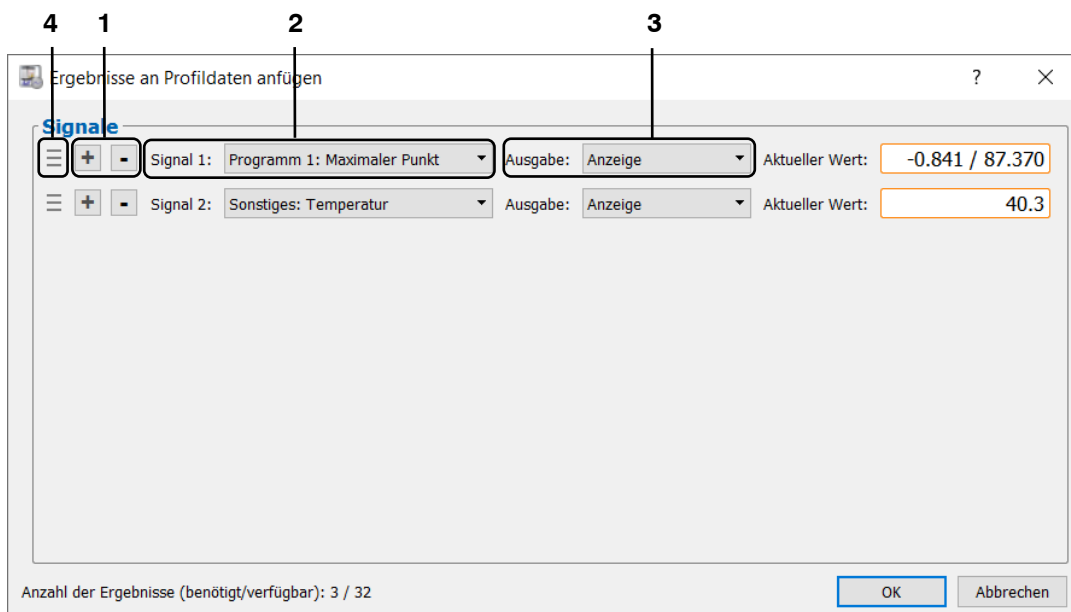 4 1 2 3
Ergebnisse an Profildaten anfügen ?
Signale
+ - Signal 1: Programm 1: Maximaler Punkt Ausgabe: Anzeige Aktueller Wert: -0.841 / 87.370
+ - Signal 2: Sonstiges: Temperatur Ausgabe: Anzeige Aktueller Wert: 40.3
Anzahl der Ergebnisse (benötigt/verfügbar): 3 / 32 OK Abbrechen